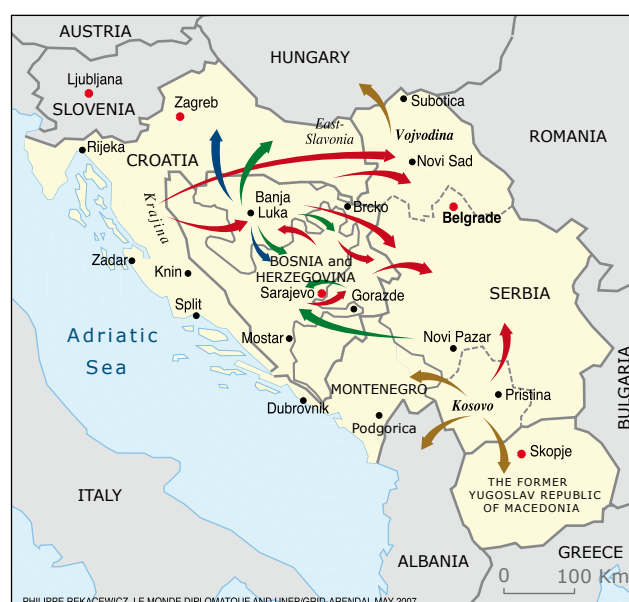 AUSTRIA
HUNGARY
Ljubljana
SLOVENIA
Zagreb
Subotica
East-
Slavonia
Vojvodina
ROMANIA
Rijeka
CROATIA
Novi Sad
Krajina
Banja
Luka
Brcko
Belgrade
Zadar
Knin
BOSNIA and
HERZEGOVINA
Sarajevo
Gorazde
SERBIA
Split
Adriatic
Sea
Mostar
Novi Pazar
BULGARIA
MONTENEGRO
Kosovo
Pristina
Dubrovnik
Podgorica
Skopje
ITALY
THE FORMER
YUGOSLAV REPUBLIC
OF MACEDONIA
ALBANIA
GREECE
0 100 Km
PHILIPPE REKACEWICZ, LE MONDE DIPLOMATIQUE AND UNEP/GRID-ARENDAL MAY 2007